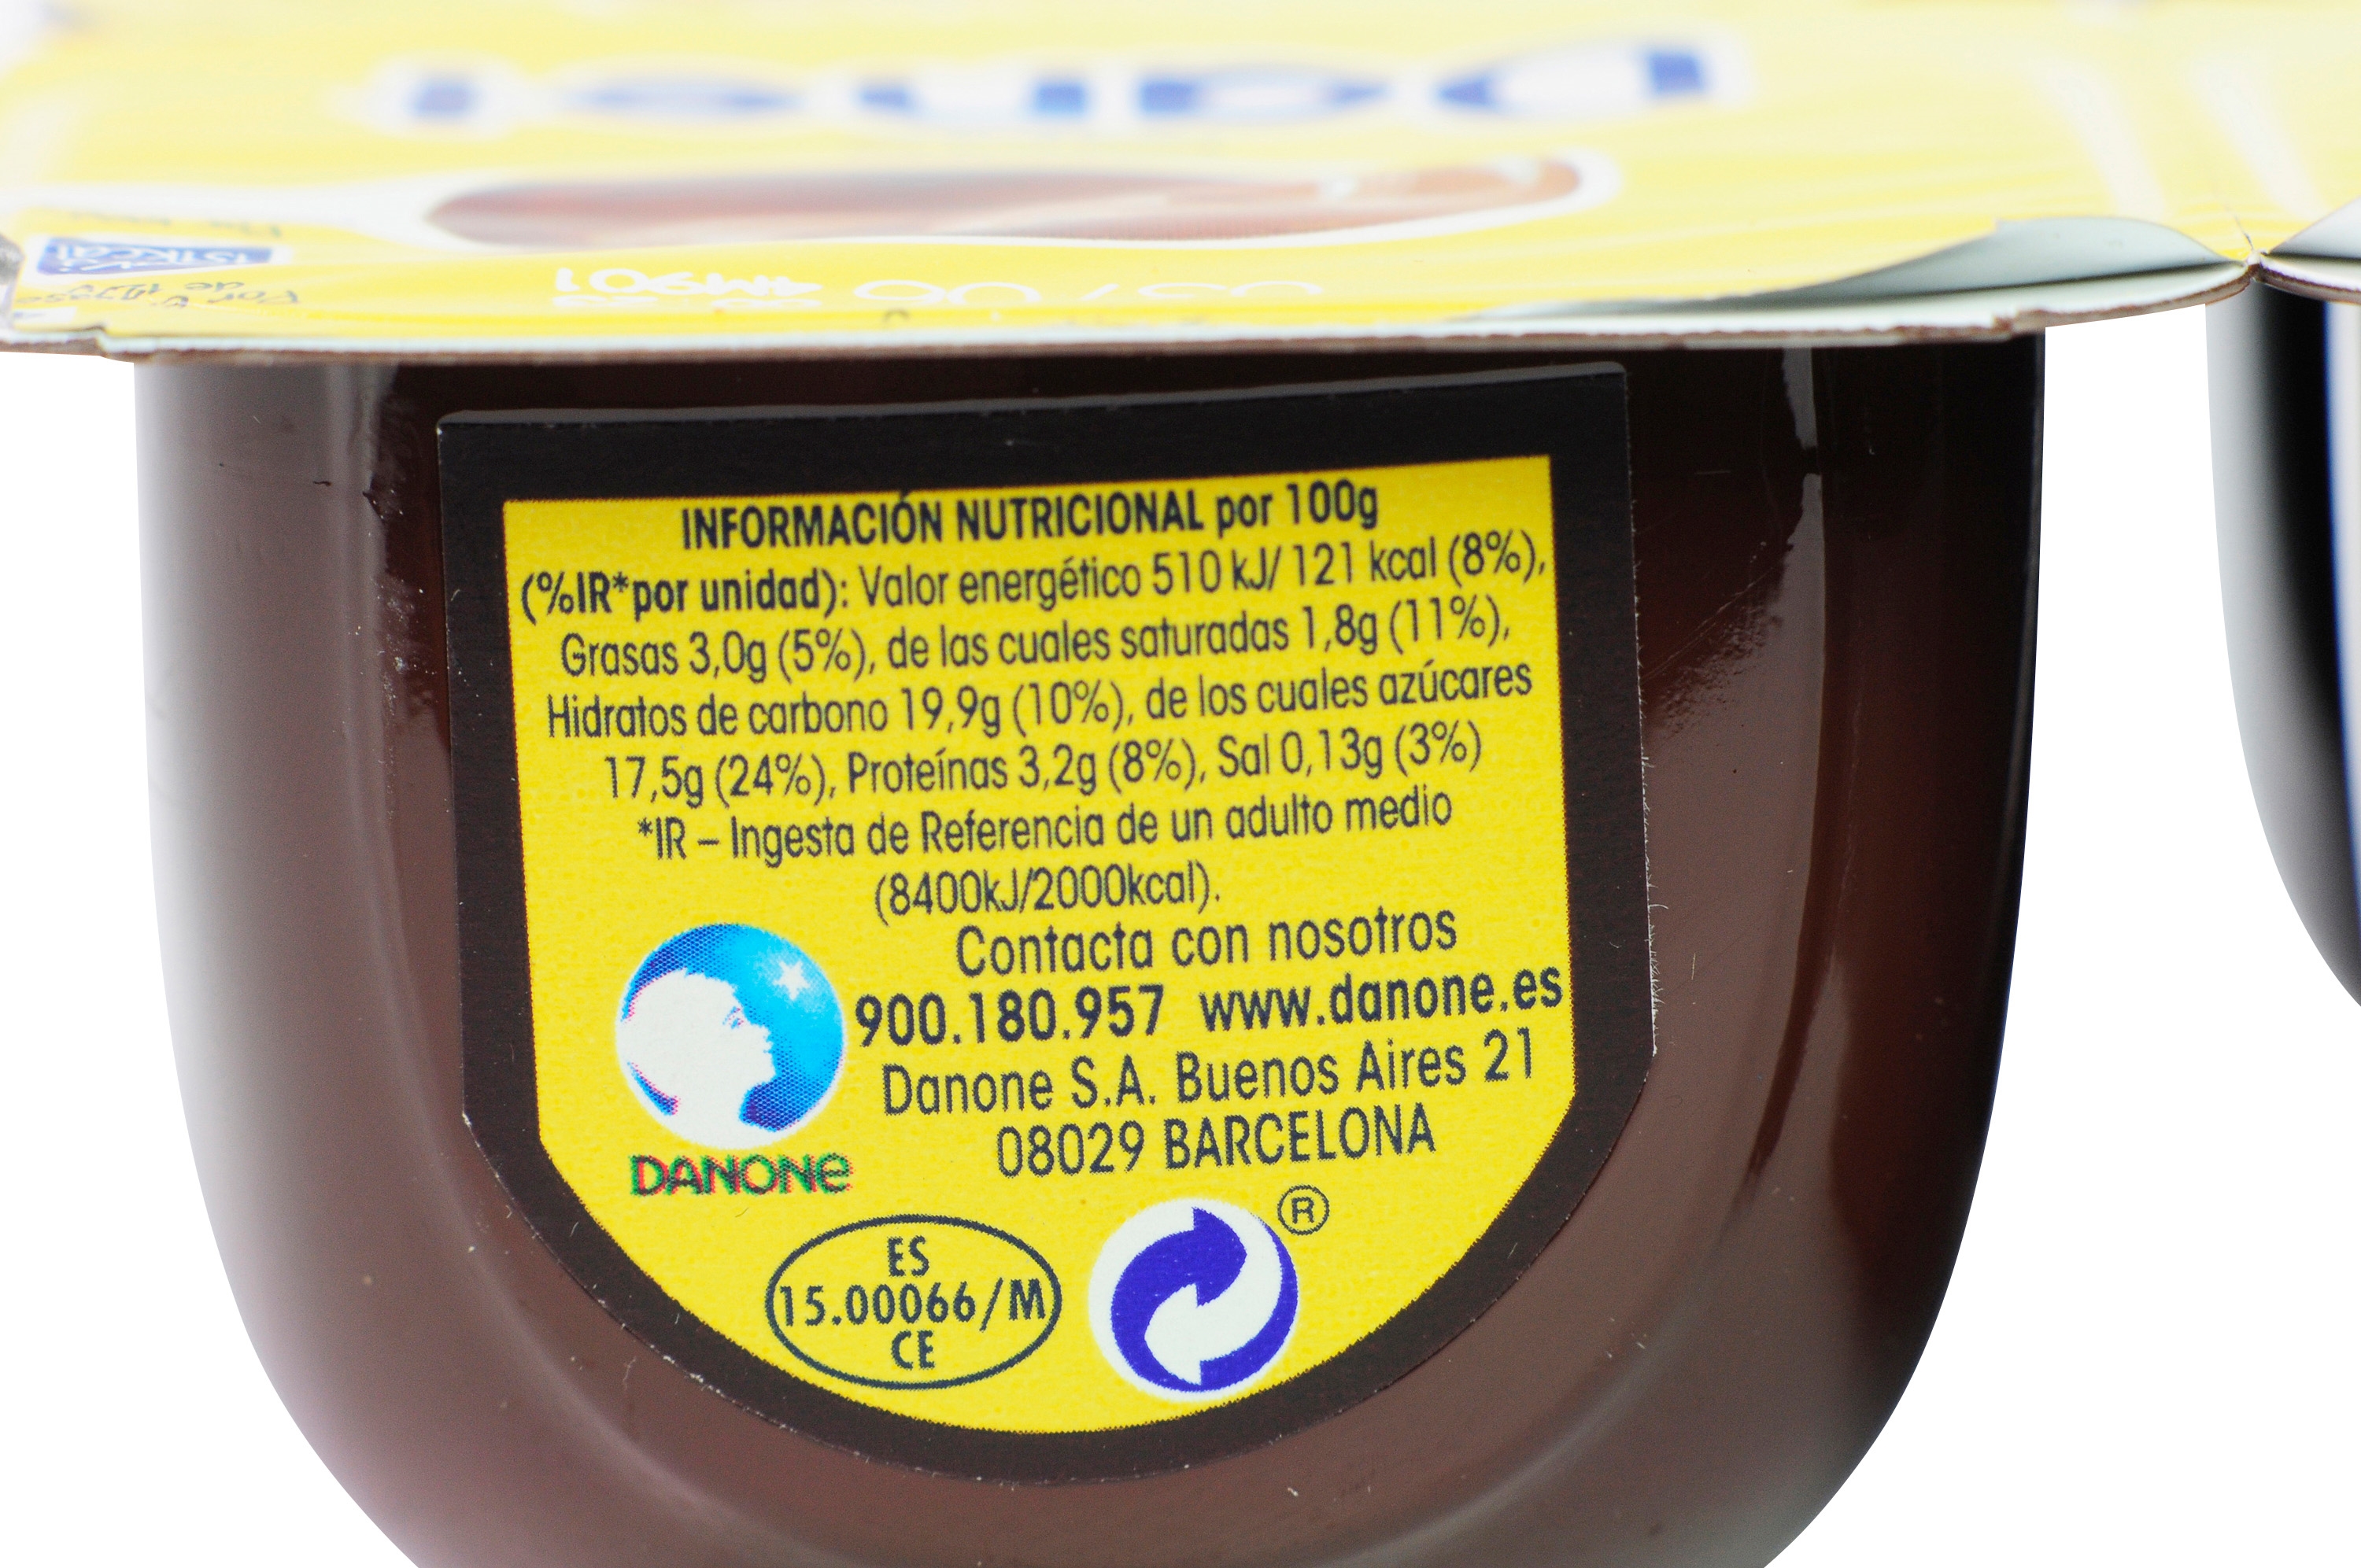 Danet
4M901
INFORMACIÓN NUTRICIONAL por 100g
(%IR*por unidad): Valor energético 510 kJ/ 121 kcal (8%),
Grasas 3,0g (5%), de las cuales saturadas 1,8g (11%),
Hidratos de carbono 19,9g (10%), de los cuales azúcares
17,5g (24%), Proteínas 3,2g (8%), Sal 0,13g (3%)
*IR – Ingesta de Referencia de un adulto medio
(8400kJ/2000kcal).
Contacta con nosotros
900.180.957 www.danone.es
Danone S.A. Buenos Aires 21
08029 BARCELONA
DANONE
ES
15.00066/M
CE
®